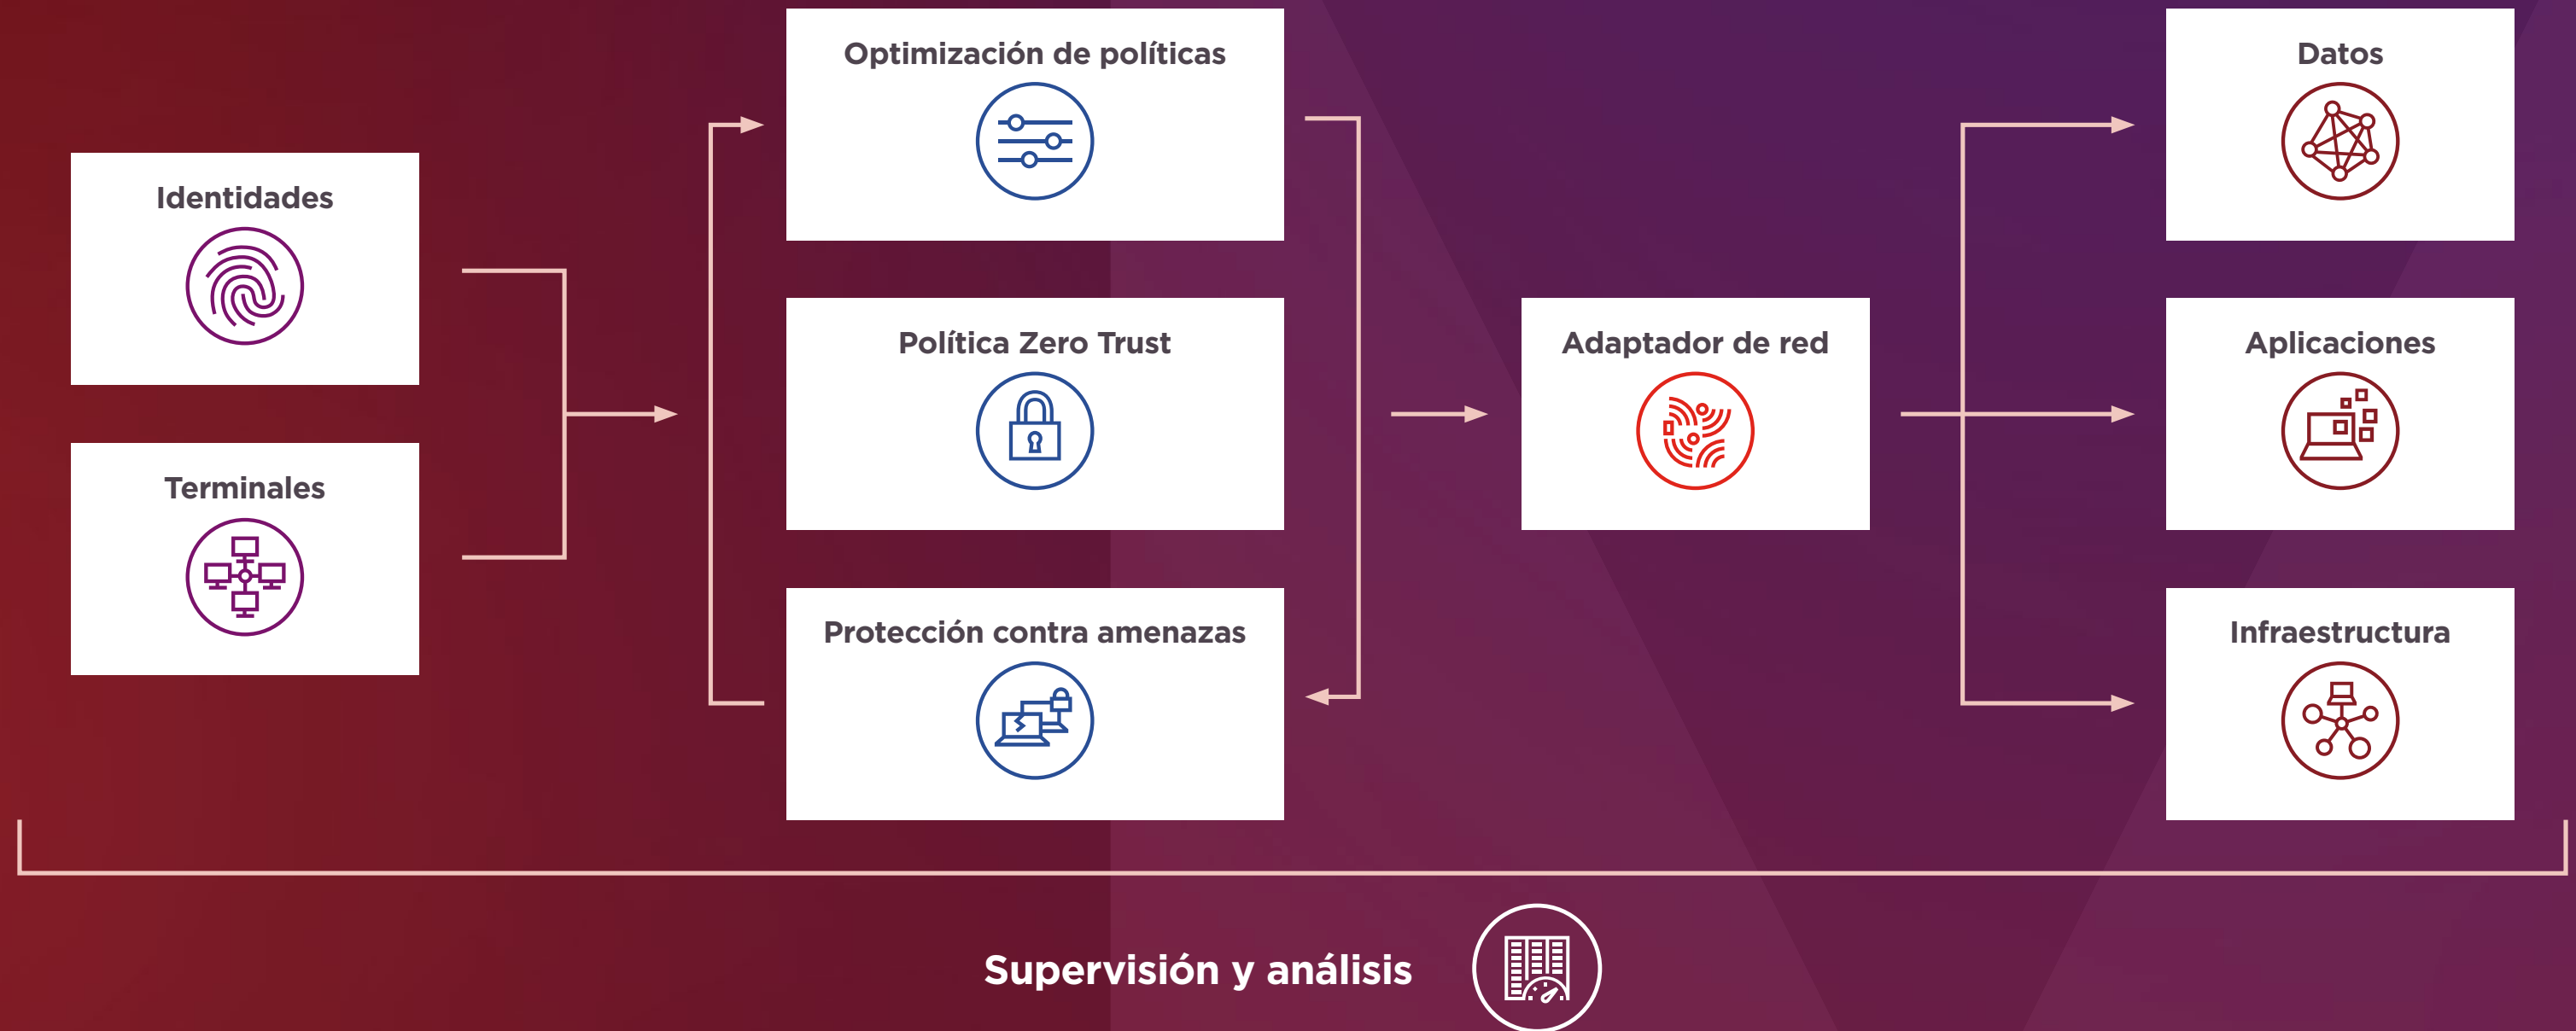 Identidades
Terminales
Optimización de políticas
Política Zero Trust
Protección contra amenazas
Adaptador de red
Datos
Aplicaciones
Infraestructura
Supervisión y análisis